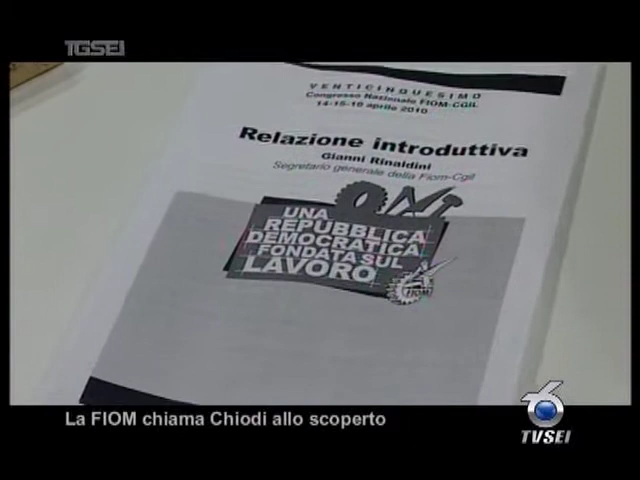 TGSEI
VENTICINQUESIMO
Congresso Nazionale FIOM-CGIL
14-15-16 aprile 2010
Relazione introduttiva
Gianni Rinaldini
Segretario generale della Fiom-Cgil
UNA
REPUBBLICA
DEMOCRATICA
FONDATA SUL
LAVORO
FIOM
La FIOM chiama Chiodi allo scoperto
6
TVSEI